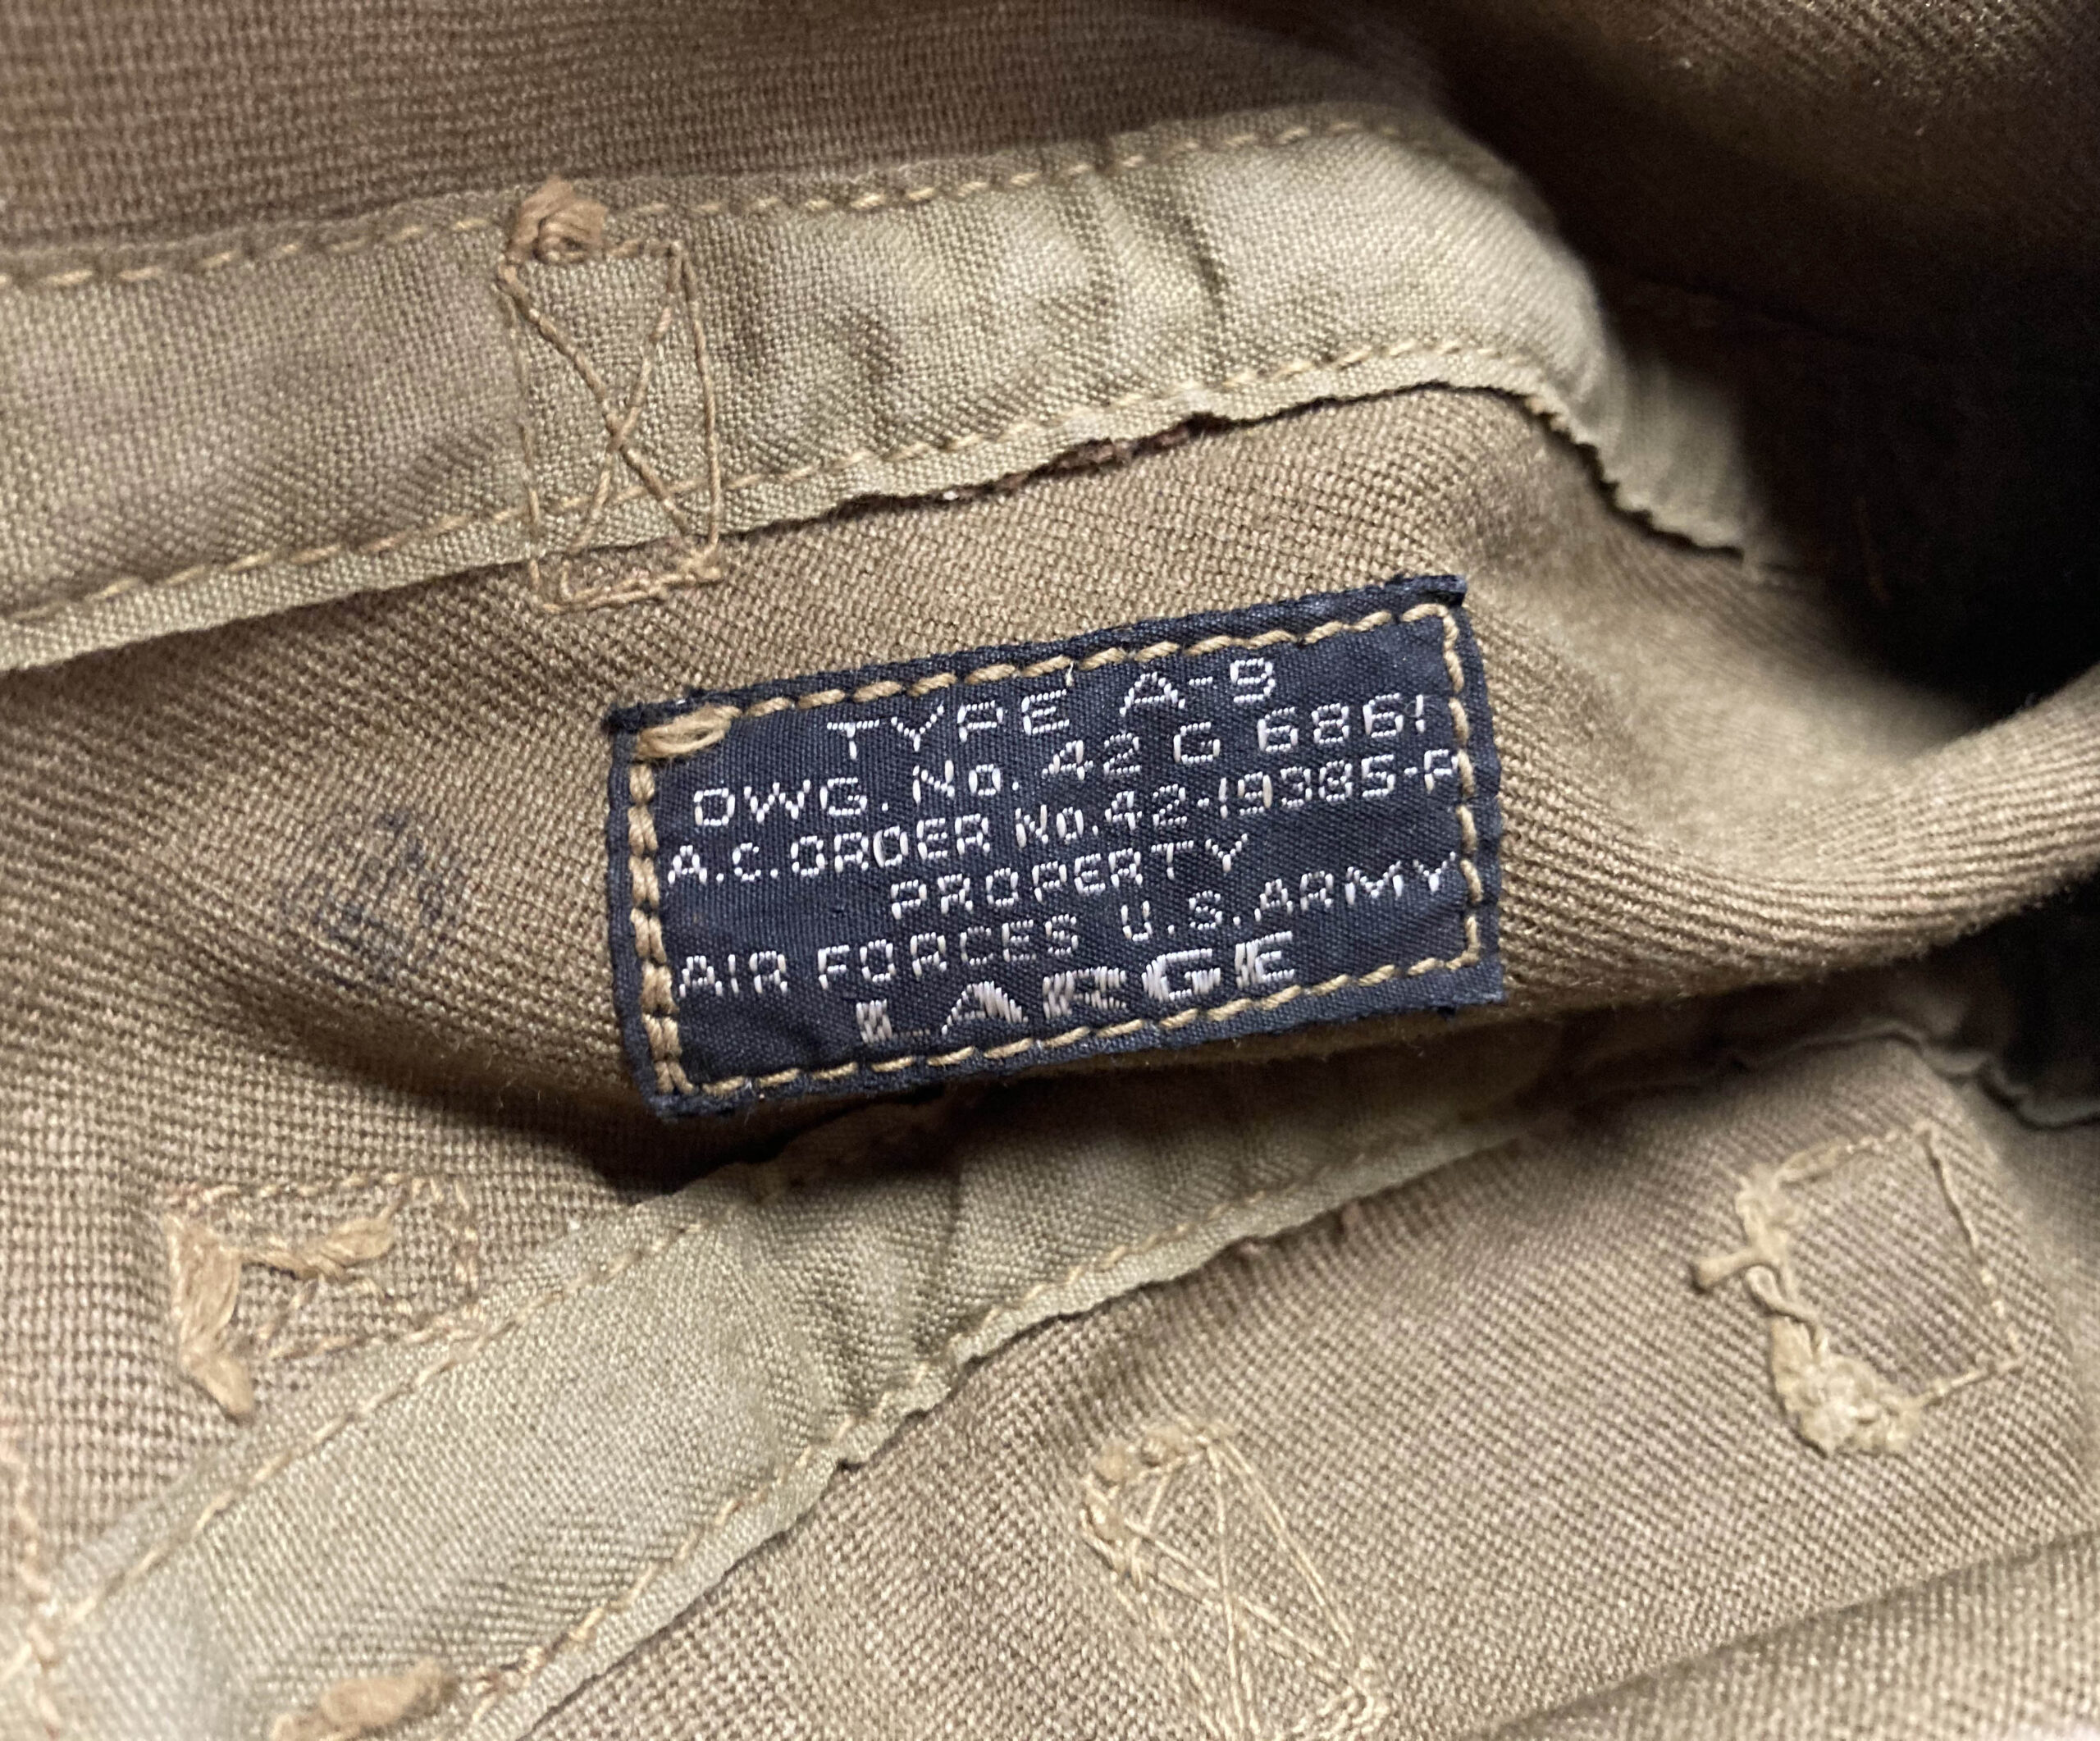 TYPE A-9
DWG. No. 42 G 6861
A.C. ORDER No. 42-19385-P
PROPERTY
AIR FORCES U.S. ARMY
LARGE